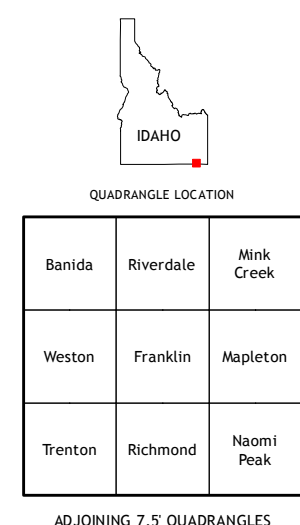 IDAHO
QUADRANGLE LOCATION
Banida Riverdale Mink Creek
Weston Franklin Mapleton
Trenton Richmond Naomi Peak
ADJOINING 7.5' QUADRANGLES